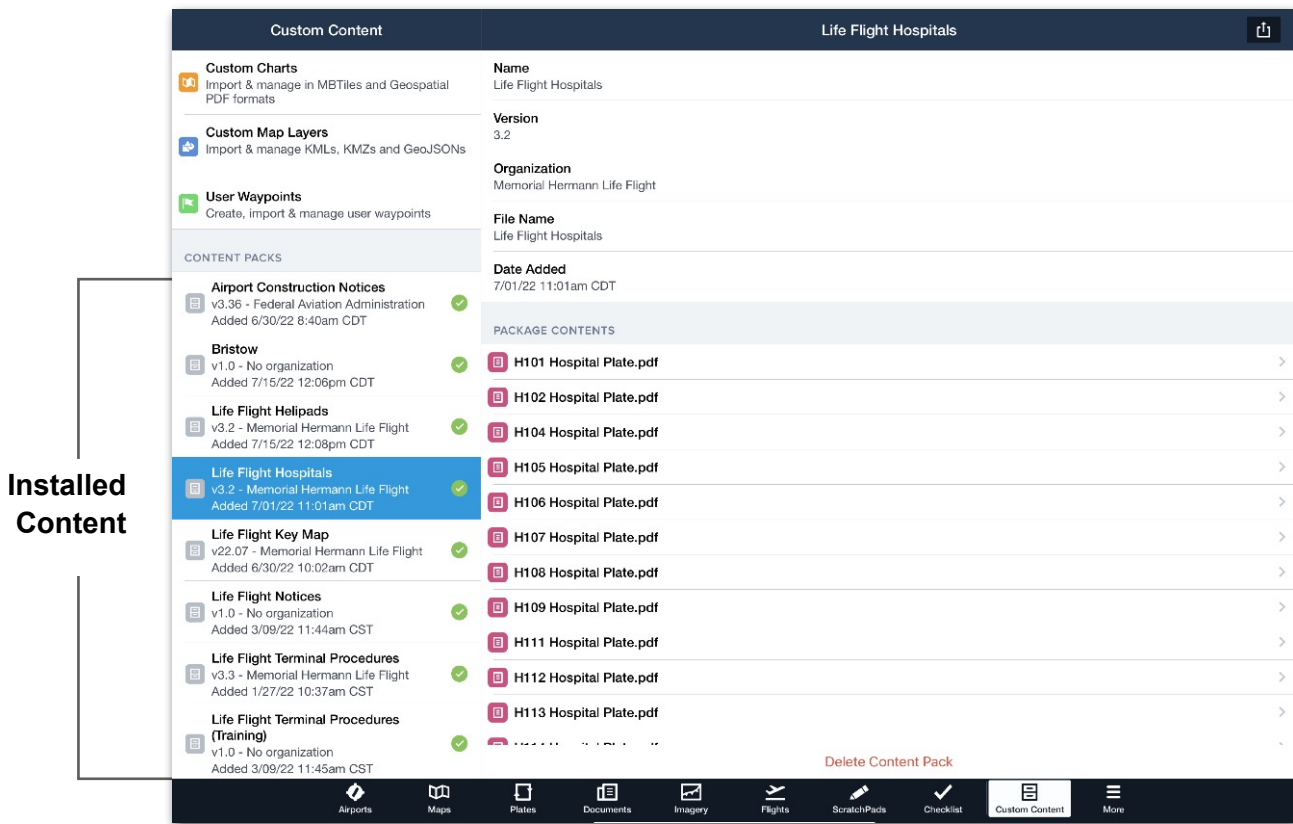 Installed
Content
Custom Content
Custom Charts
Import & manage in MBTiles and Geospatial
PDF formats
Custom Map Layers
Import & manage KMLs, KMZs and GeoJSONs
User Waypoints
Create, import & manage user waypoints
CONTENT PACKS
Airport Construction Notices
v3.36 - Federal Aviation Administration
Added 6/30/22 8:40am CDT
Bristow
v1.0 - No organization
Added 7/15/22 12:06pm CDT
Life Flight Helipads
v3.2 - Memorial Hermann Life Flight
Added 7/15/22 12:08pm CDT
Life Flight Hospitals
v3.2 - Memorial Hermann Life Flight
Added 7/01/22 11:01am CDT
Life Flight Key Map
v22.07 - Memorial Hermann Life Flight
Added 6/30/22 10:02am CDT
Life Flight Notices
v1.0 - No organization
Added 3/09/22 11:44am CST
Life Flight Terminal Procedures
v3.3 - Memorial Hermann Life Flight
Added 1/27/22 10:37am CST
Life Flight Terminal Procedures
(Training)
v1.0 - No organization
Added 3/09/22 11:45am CST
Life Flight Hospitals
Name
Life Flight Hospitals
Version
3.2
Organization
Memorial Hermann Life Flight
File Name
Life Flight Hospitals
Date Added
7/01/22 11:01am CDT
PACKAGE CONTENTS
H101 Hospital Plate.pdf
H102 Hospital Plate.pdf
H104 Hospital Plate.pdf
H105 Hospital Plate.pdf
H106 Hospital Plate.pdf
H107 Hospital Plate.pdf
H108 Hospital Plate.pdf
H109 Hospital Plate.pdf
H111 Hospital Plate.pdf
H112 Hospital Plate.pdf
H113 Hospital Plate.pdf
Delete Content Pack
Airports
Maps
Plates
Documents
Imagery
Flights
ScratchPads
Checklist
Custom Content
More